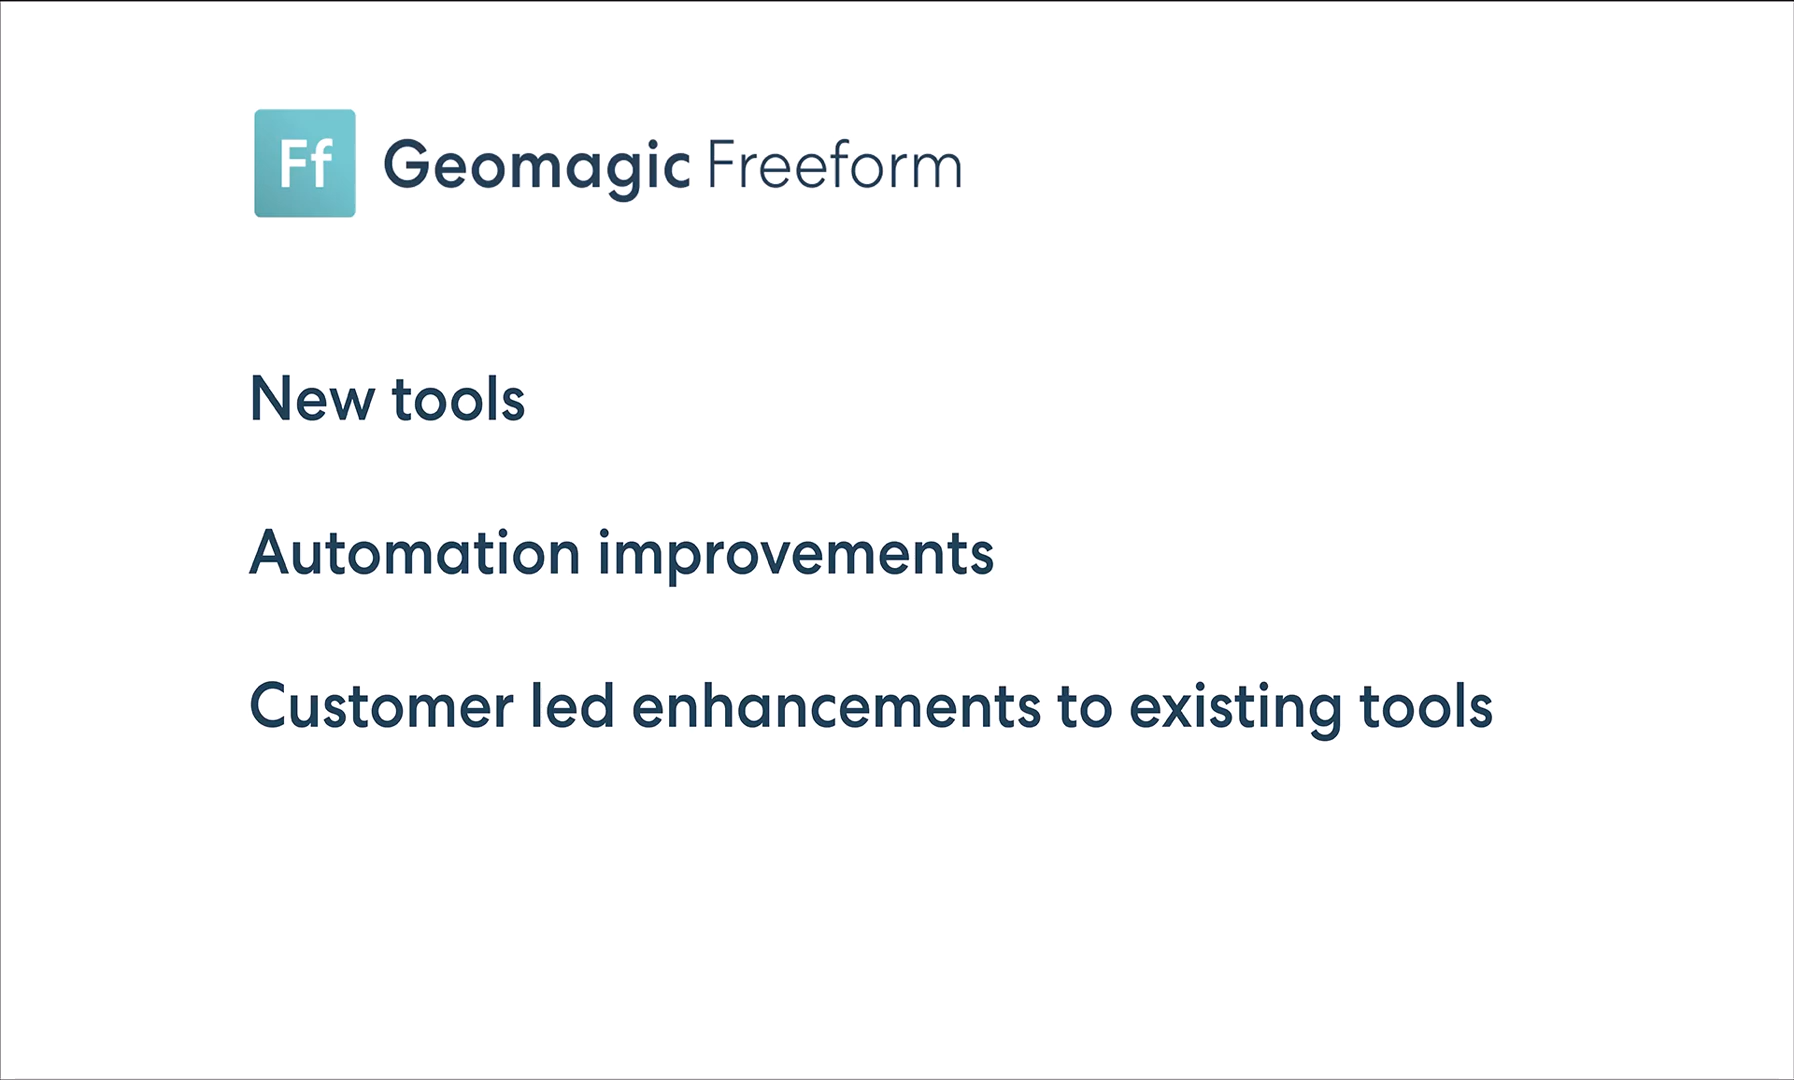 Ff Geomagic Freeform
New tools
Automation improvements
Customer led enhancements to existing tools